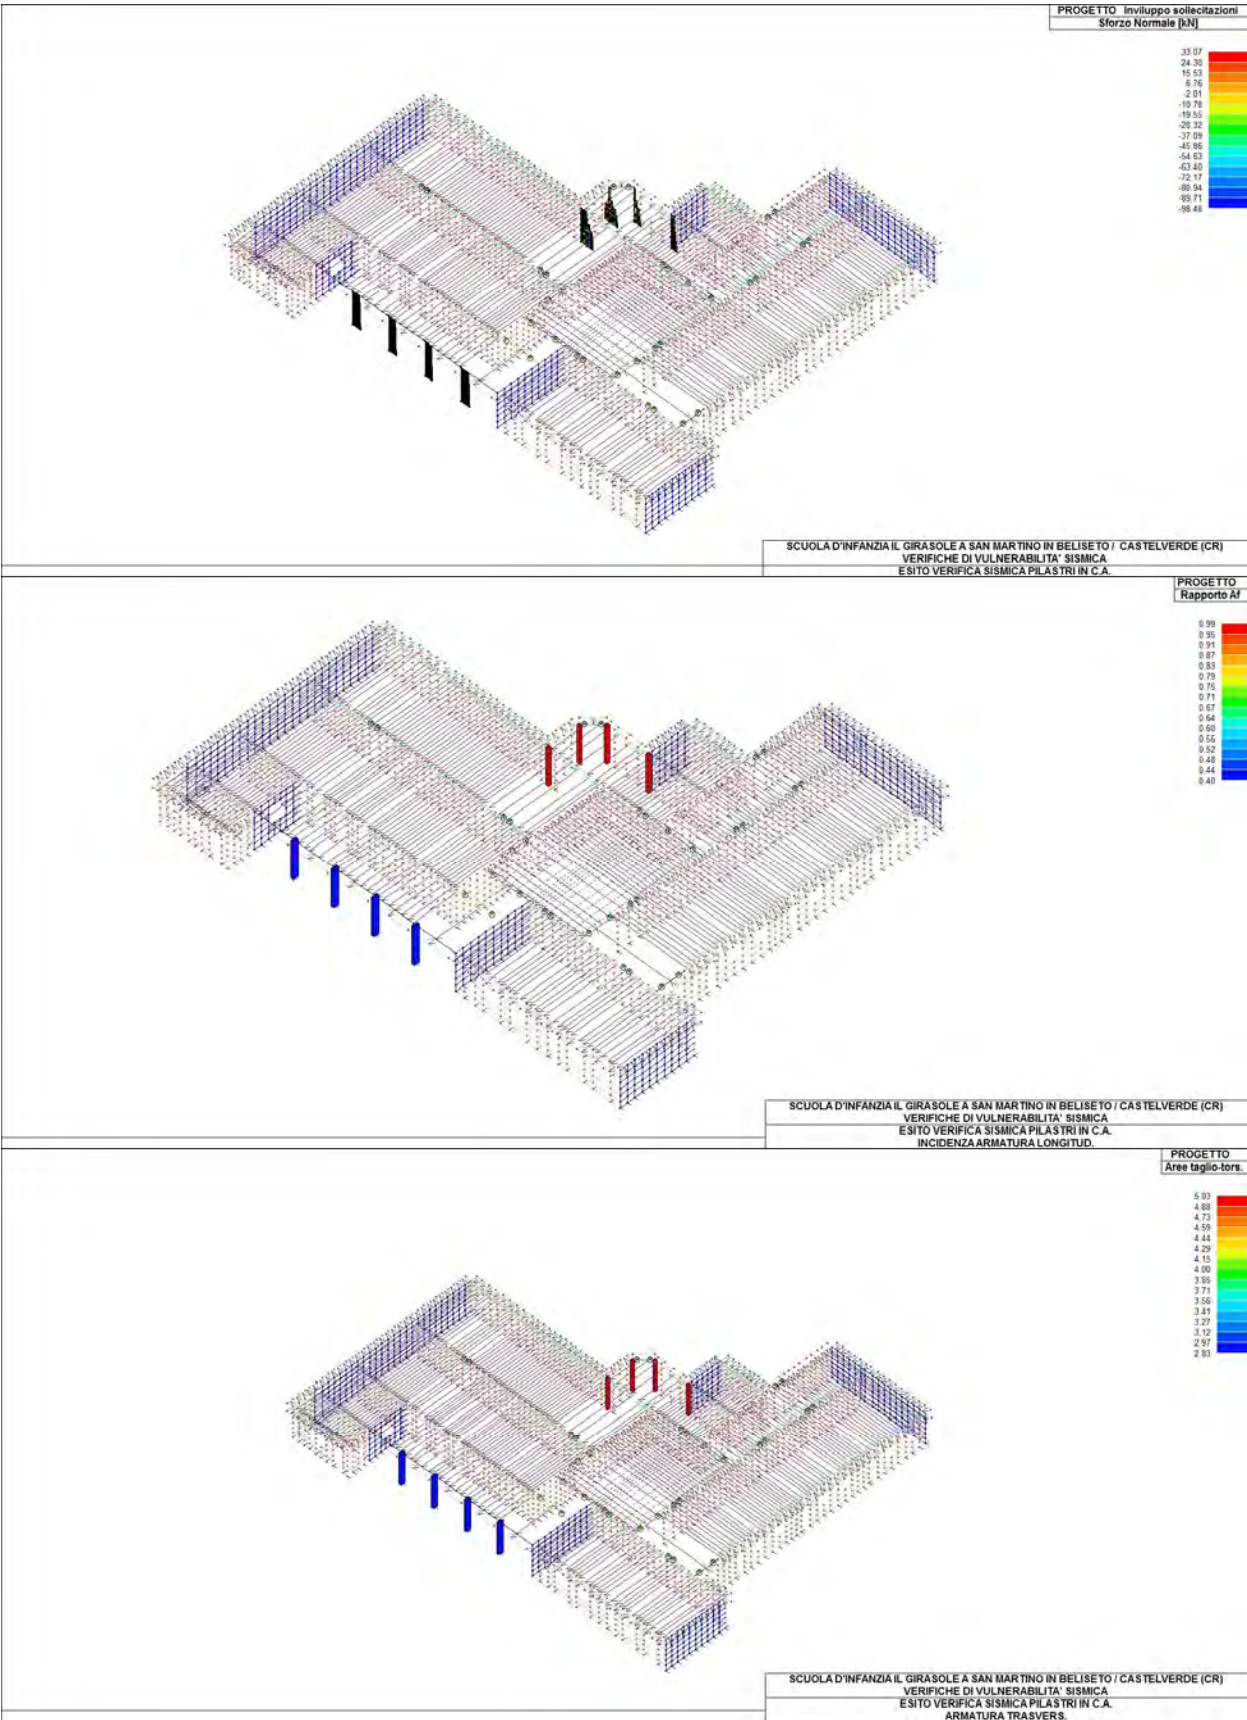 PROGETTO Inviluppo sollecitazioni
Sforzo Normale [kN]
33.07
24.30
15.53
6.76
-2.01
-10.78
-19.55
-28.32
-37.09
-45.86
-54.63
-63.40
-72.17
-80.94
-89.71
-98.48
SCUOLA D'INFANZIA IL GIRASOLE A SAN MARTINO IN BELISETO / CASTELVERDE (CR)
VERIFICHE DI VULNERABILITA' SISMICA
ESITO VERIFICA SISMICA PILASTRI IN C.A.
PROGETTO
Rapporto Af
0.99
0.95
0.91
0.87
0.83
0.79
0.75
0.71
0.67
0.64
0.60
0.56
0.52
0.48
0.44
0.40
SCUOLA D'INFANZIA IL GIRASOLE A SAN MARTINO IN BELISETO / CASTELVERDE (CR)
VERIFICHE DI VULNERABILITA' SISMICA
ESITO VERIFICA SISMICA PILASTRI IN C.A.
INCIDENZA ARMATURA LONGITUD.
PROGETTO
Aree taglio-tors.
5.03
4.88
4.73
4.59
4.44
4.29
4.15
4.00
3.85
3.71
3.56
3.41
3.27
3.12
2.97
2.83
SCUOLA D'INFANZIA IL GIRASOLE A SAN MARTINO IN BELISETO / CASTELVERDE (CR)
VERIFICHE DI VULNERABILITA' SISMICA
ESITO VERIFICA SISMICA PILASTRI IN C.A.
ARMATURA TRASVERS.